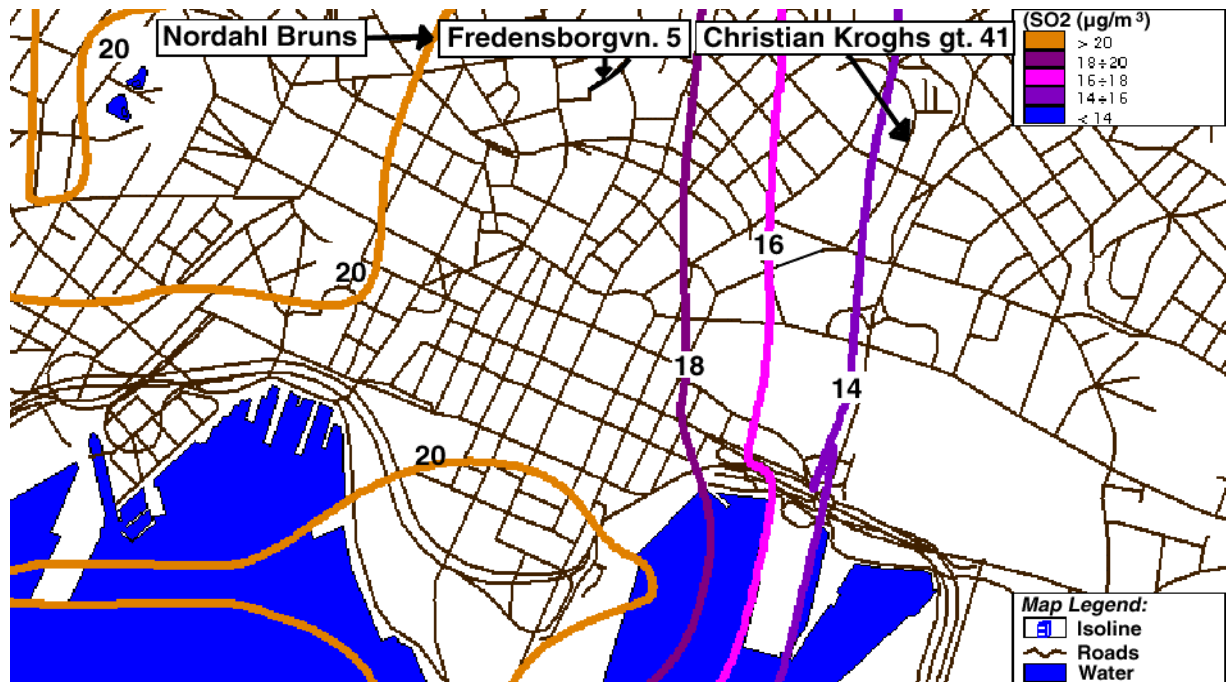 20
Nordahl Bruns
Fredensborgvn. 5
Christian Kroghs gt. 41
(SO2 (µg/m³)
> 20
18÷20
16÷18
14÷16
< 14
16
20
18
14
20
Map Legend:
Isoline
Roads
Water